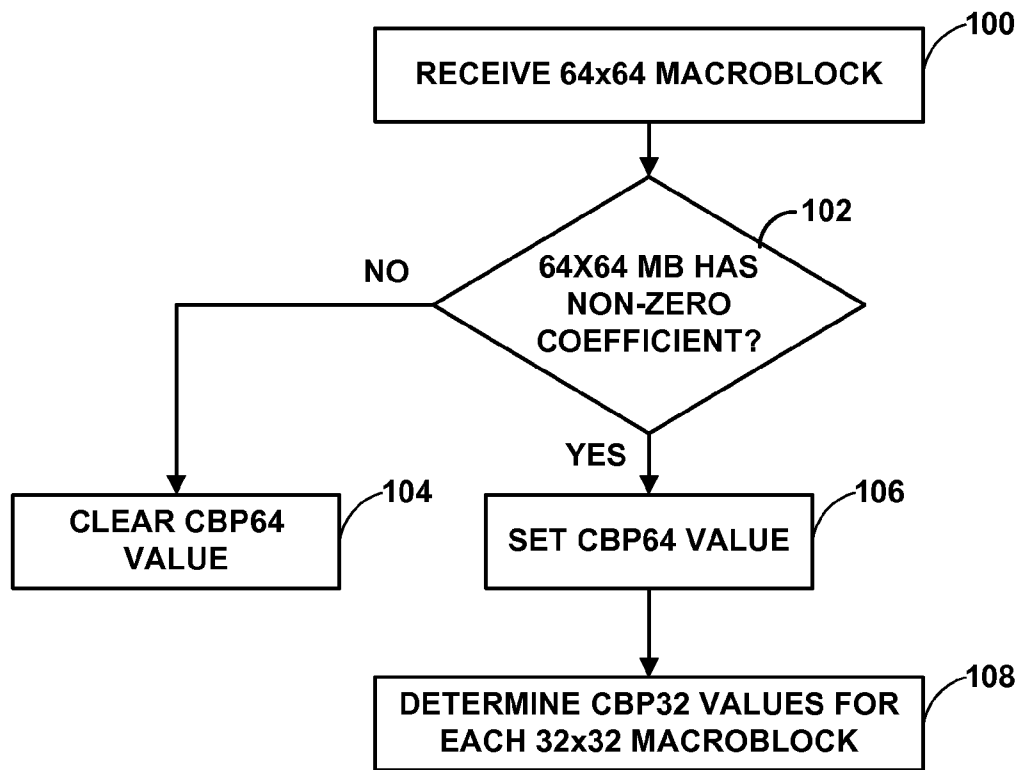 100
RECEIVE 64x64 MACROBLOCK
102
64X64 MB HAS
NON-ZERO
COEFFICIENT?
NO
YES
104
CLEAR CBP64
VALUE
106
SET CBP64 VALUE
108
DETERMINE CBP32 VALUES FOR
EACH 32x32 MACROBLOCK